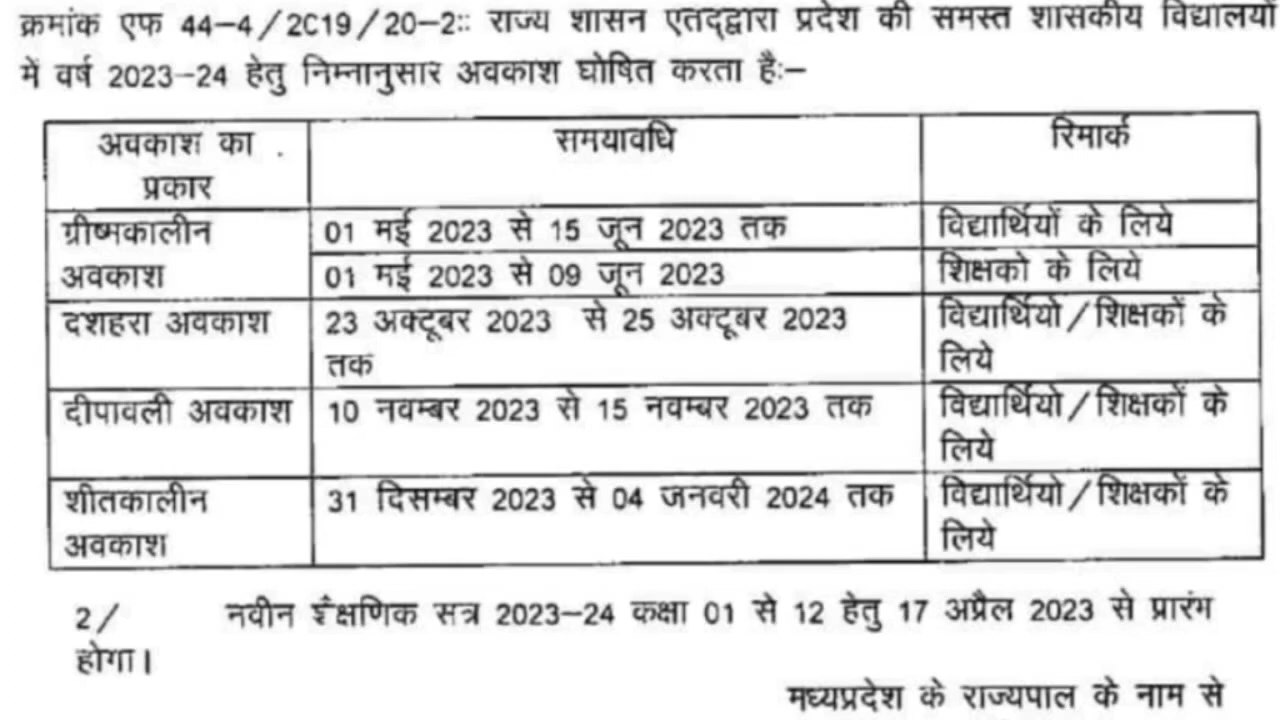 क्रमांक एफ 44-4/2C19/20-2:: राज्य शासन एतद्द्वारा प्रदेश की समस्त शासकीय विद्यालयों
में वर्ष 2023-24 हेतु निम्नानुसार अवकाश घोषित करता है:-
अवकाश का
प्रकार
समयावधि
रिमार्क
ग्रीष्मकालीन
अवकाश
01 मई 2023 से 15 जून 2023 तक
विद्यार्थियों के लिये
01 मई 2023 से 09 जून 2023
शिक्षको के लिये
दशहरा अवकाश
23 अक्टूबर 2023 से 25 अक्टूबर 2023
तक
विद्यार्थियो/शिक्षकों के
लिये
दीपावली अवकाश
10 नवम्बर 2023 से 15 नवम्बर 2023 तक
विद्यार्थियो/शिक्षकों के
लिये
शीतकालीन
अवकाश
31 दिसम्बर 2023 से 04 जनवरी 2024 तक
विद्यार्थियो/शिक्षकों के
लिये
2/ नवीन शैक्षणिक सत्र 2023-24 कक्षा 01 से 12 हेतु 17 अप्रैल 2023 से प्रारंभ
होगा।
मध्यप्रदेश के राज्यपाल के नाम से